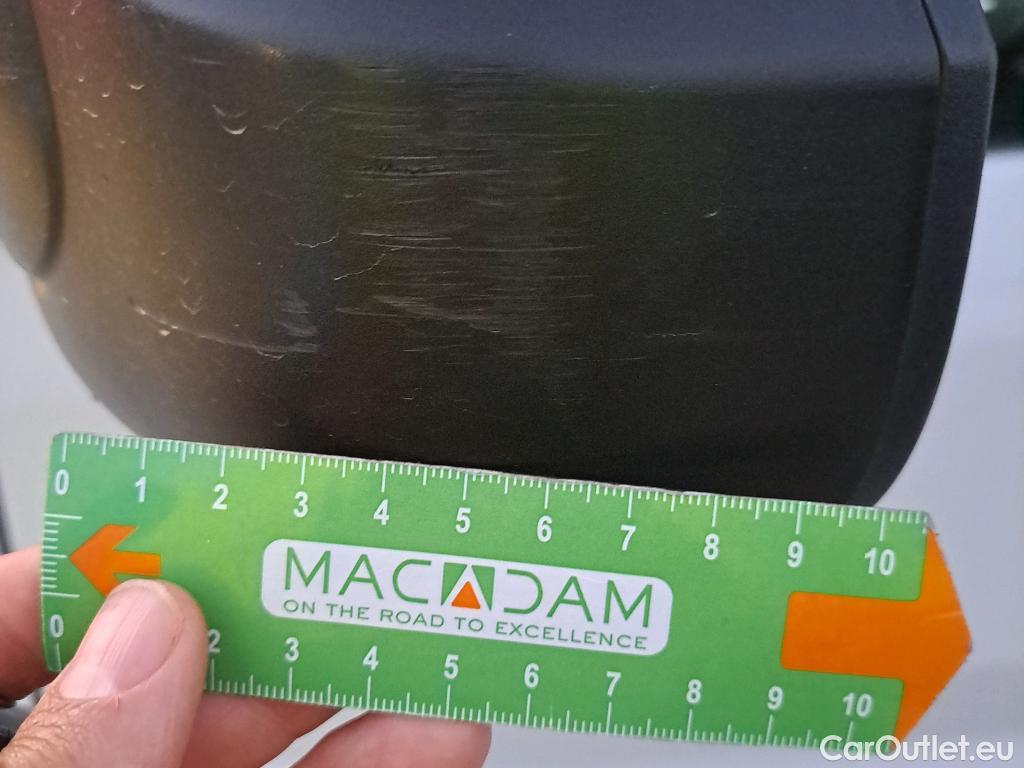 0 1 2 3 4 5 6 7 8 9 10
MACADAM
ON THE ROAD TO EXCELLENCE
0 2 3 4 5 6 7 8 9 10
CarOutlet.eu